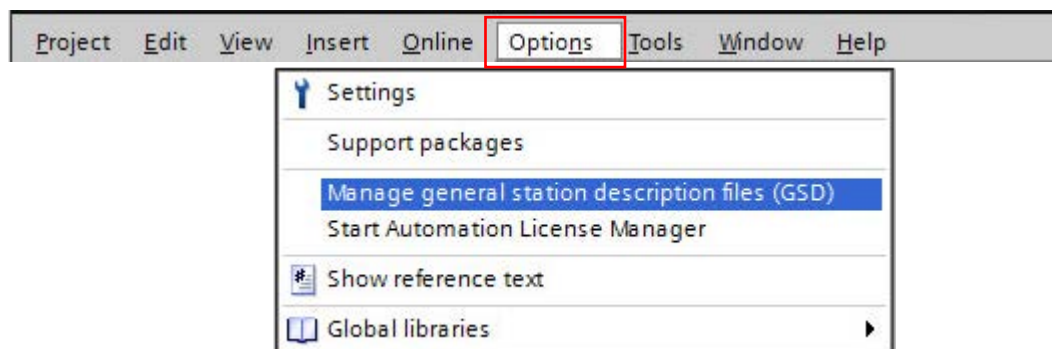 Project Edit View Insert Online Options Tools Window Help
Settings
Support packages
Manage general station description files (GSD)
Start Automation License Manager
Show reference text
Global libraries